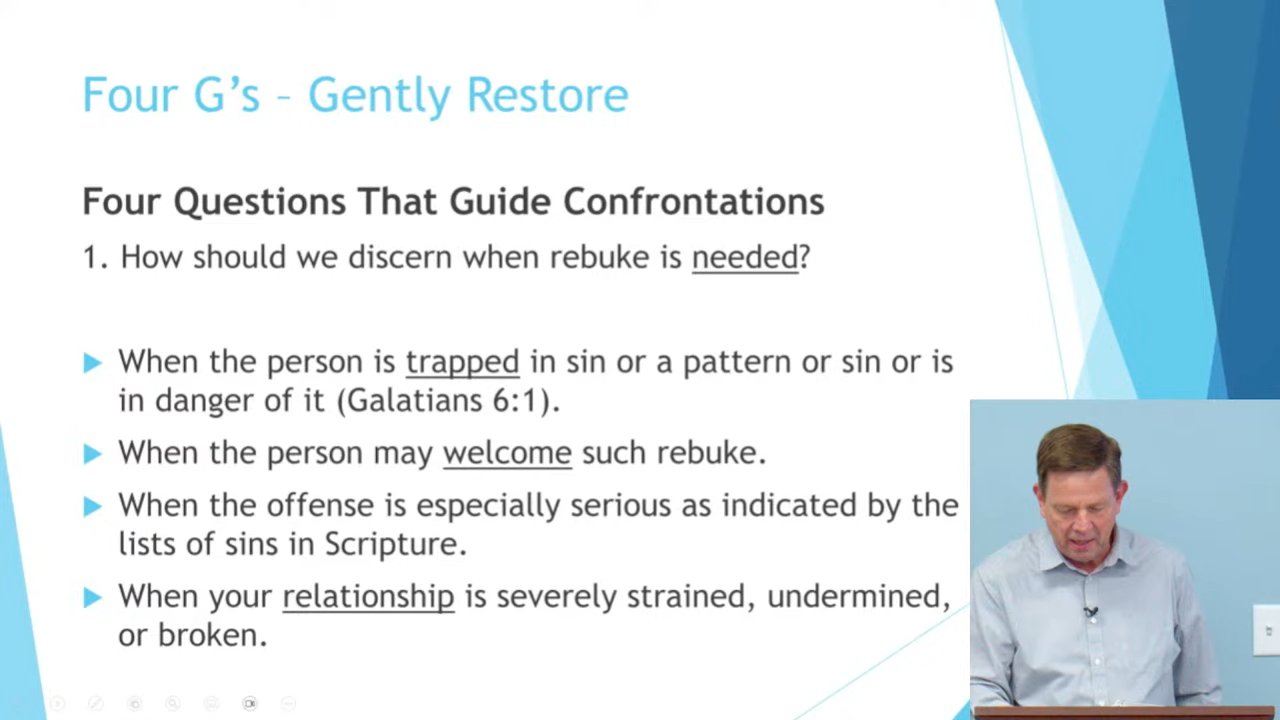 Four G's – Gently Restore
Four Questions That Guide Confrontations
1. How should we discern when rebuke is needed?
When the person is trapped in sin or a pattern or sin or is
in danger of it (Galatians 6:1).
When the person may welcome such rebuke.
When the offense is especially serious as indicated by the
lists of sins in Scripture.
When your relationship is severely strained, undermined,
or broken.